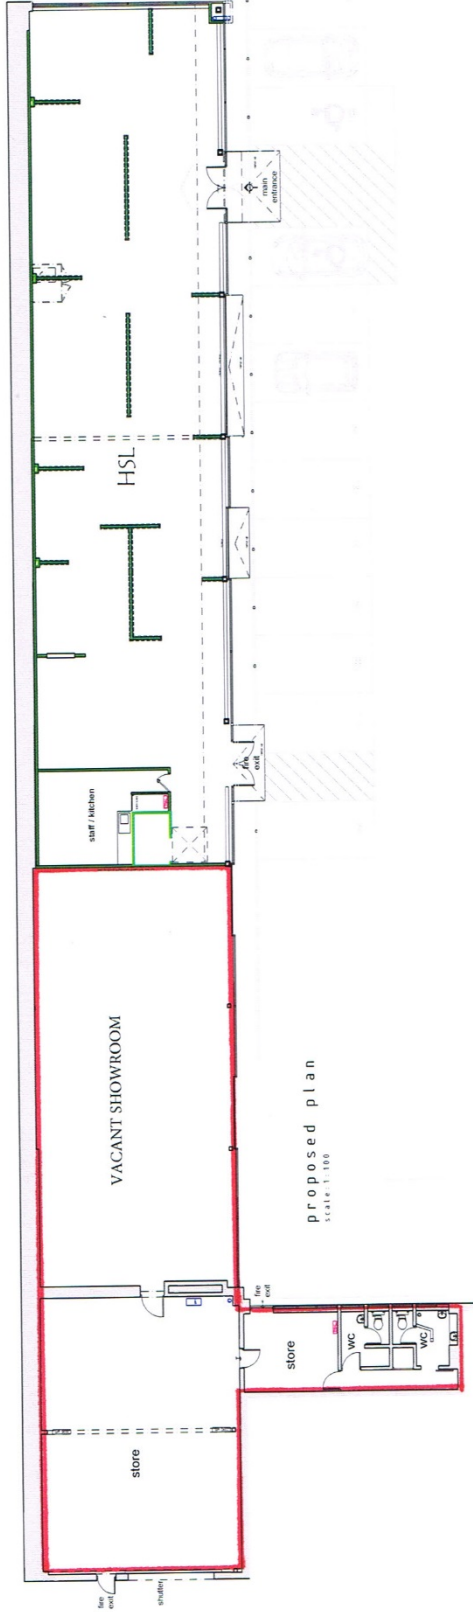 main
entrance
HSL
fire
exit
staff / kitchen
VACANT SHOWROOM
proposed plan
scale:1:100
fire
exit
store
WC
WC
store
fire
exit
shutter